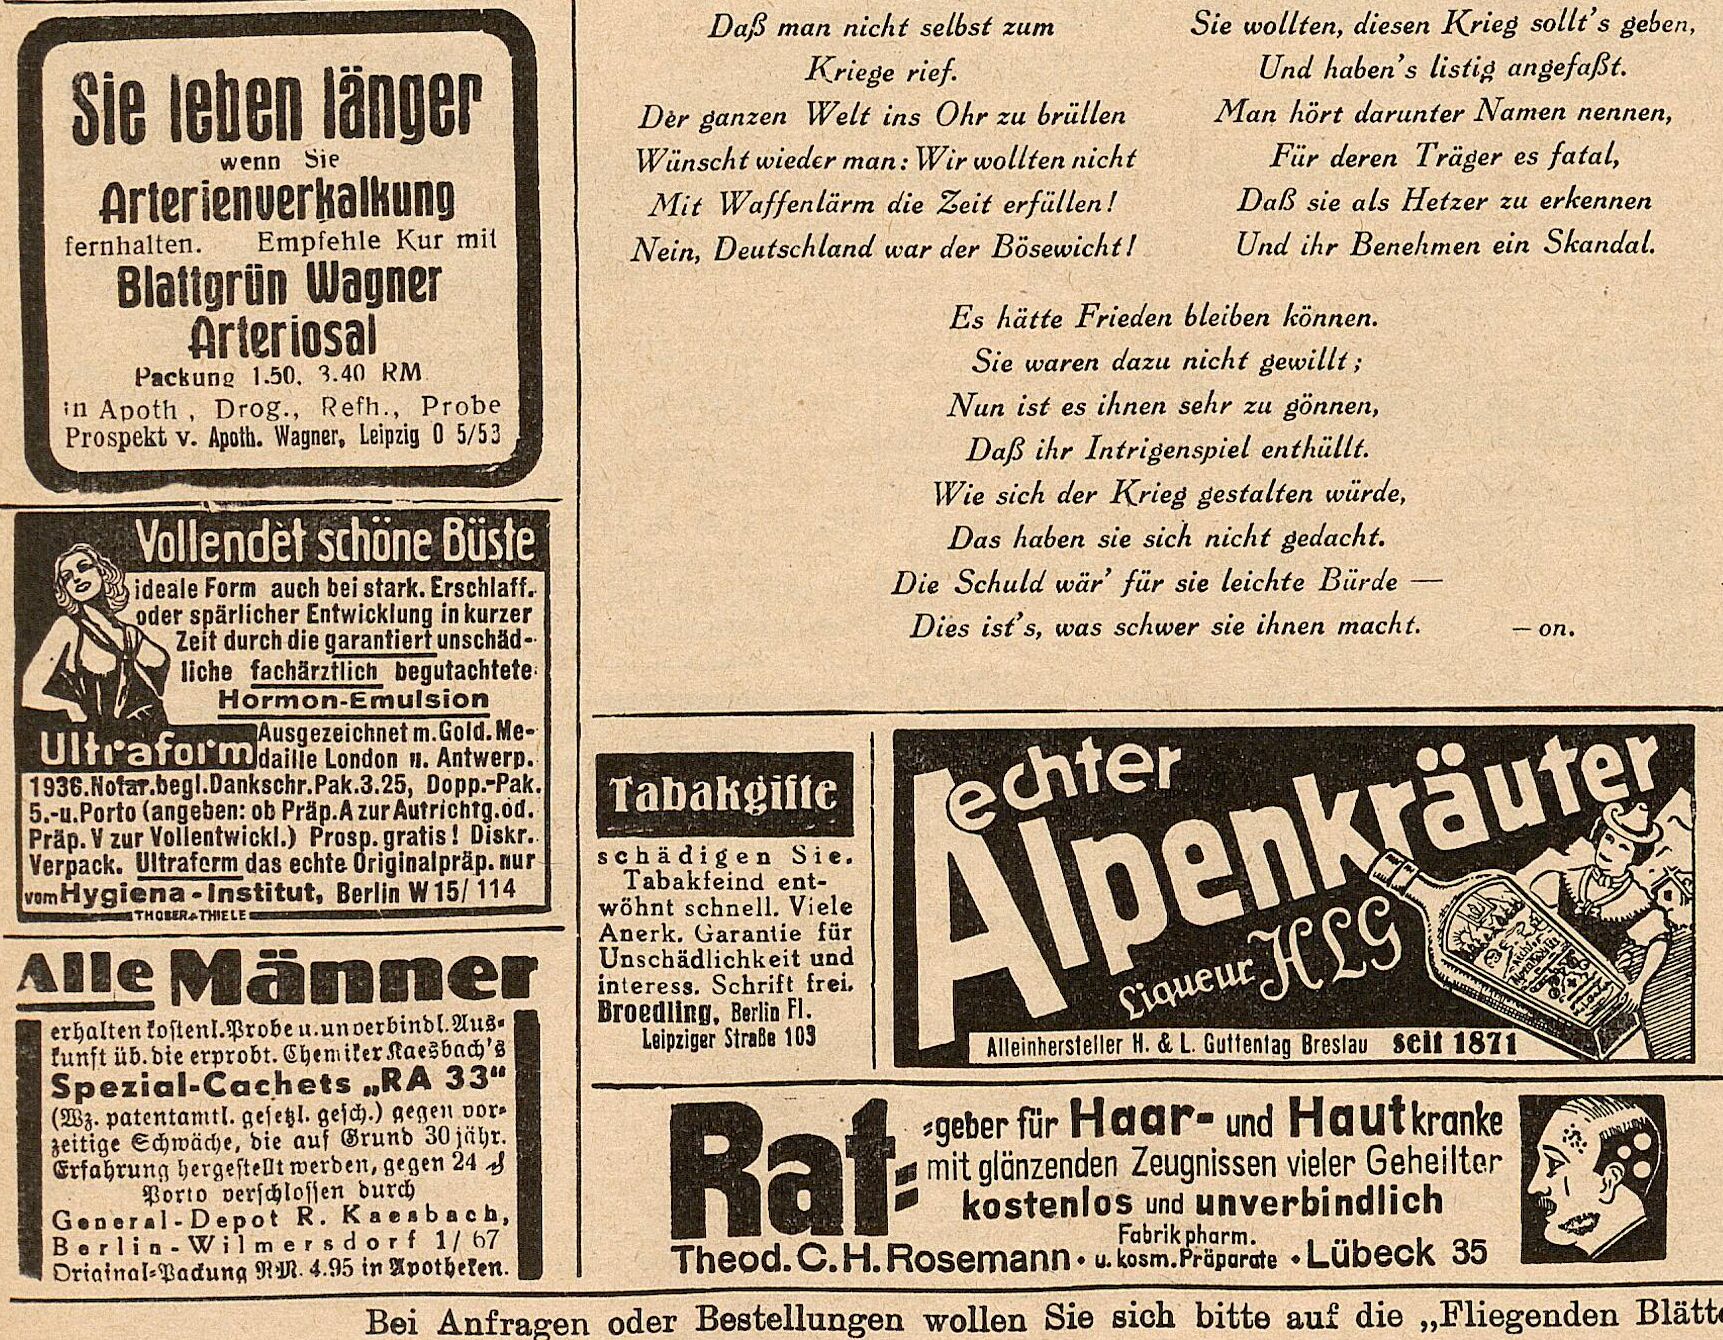 Sie leben länger
wenn Sie
Arterienverkalkung
fernhalten. Empfehle Kur mit
Blattgrün Wagner
Arteriosal
Packung 1.50, 3.40 RM
in Apoth., Drog., Refh., Probe
Prospekt v. Apoth. Wagner, Leipzig O 5/53
Vollendet schöne Büste
ideale Form auch bei stark. Erschlaff.
oder spärlicher Entwicklung in kurzer
Zeit durch die garantiert unschäd-
liche fachärztlich begutachtete
Hormon-Emulsion
Ultraform
Ausgezeichnet m. Gold. Me-
daille London u. Antwerp.
1936. Notar. begl. Dankschr. Pak. 3.25, Dopp.-Pak.
5.- u. Porto (angeben: ob Präp. A zur Aufrichtg. od.
Präp. V zur Vollentwickl.) Prosp. gratis! Diskr.
Verpack. Ultraform das echte Originalpräp. nur
vom Hygiena-Institut, Berlin W 15/ 114
THOBER & THIELE
Alle Männer
erhalten kostenl. Probe u. unverbindl. Aus-
kunft üb. die erprobt. Chemiker Kaesbach's
Spezial-Cachets „RA 33"
(Wz. patentamtl. gesetzl. gesch.) gegen vor-
zeitige Schwäche, die auf Grund 30 jähr.
Erfahrung hergestellt werden, gegen 24 ₰
Porto verschlossen durch
General-Depot R. Kaesbach,
Berlin-Wilmersdorf 1/ 67
Original-Packung RM. 4.95 in Apotheken.
Daß man nicht selbst zum
Kriege rief.
Der ganzen Welt ins Ohr zu brüllen
Wünscht wieder man: Wir wollten nicht
Mit Waffenlärm die Zeit erfüllen!
Nein, Deutschland war der Bösewicht!
Sie wollten, diesen Krieg sollt's geben,
Und haben's listig angefaßt.
Man hört darunter Namen nennen,
Für deren Träger es fatal,
Daß sie als Hetzer zu erkennen
Und ihr Benehmen ein Skandal.
Es hätte Frieden bleiben können.
Sie waren dazu nicht gewillt;
Nun ist es ihnen sehr zu gönnen,
Daß ihr Intrigenspiel enthüllt.
Wie sich der Krieg gestalten würde,
Das haben sie sich nicht gedacht.
Die Schuld wär' für sie leichte Bürde —
Dies ist's, was schwer sie ihnen macht. – on.
Tabakgifte
schädigen Sie.
Tabakfeind ent-
wöhnt schnell. Viele
Anerk. Garantie für
Unschädlichkeit und
interess. Schrift frei.
Broedling, Berlin Fl.
Leipziger Straße 103
echter
Alpenkräuter
Liqueur HLG
Alleinhersteller H. & L. Guttentag Breslau seit 1871
Rat=
=geber für Haar- und Hautkranke
mit glänzenden Zeugnissen vieler Geheilter
kostenlos und unverbindlich
Theod. C. H. Rosemann · Fabrik pharm. u. kosm. Präparate · Lübeck 35
Bei Anfragen oder Bestellungen wollen Sie sich bitte auf die „Fliegenden Blätte